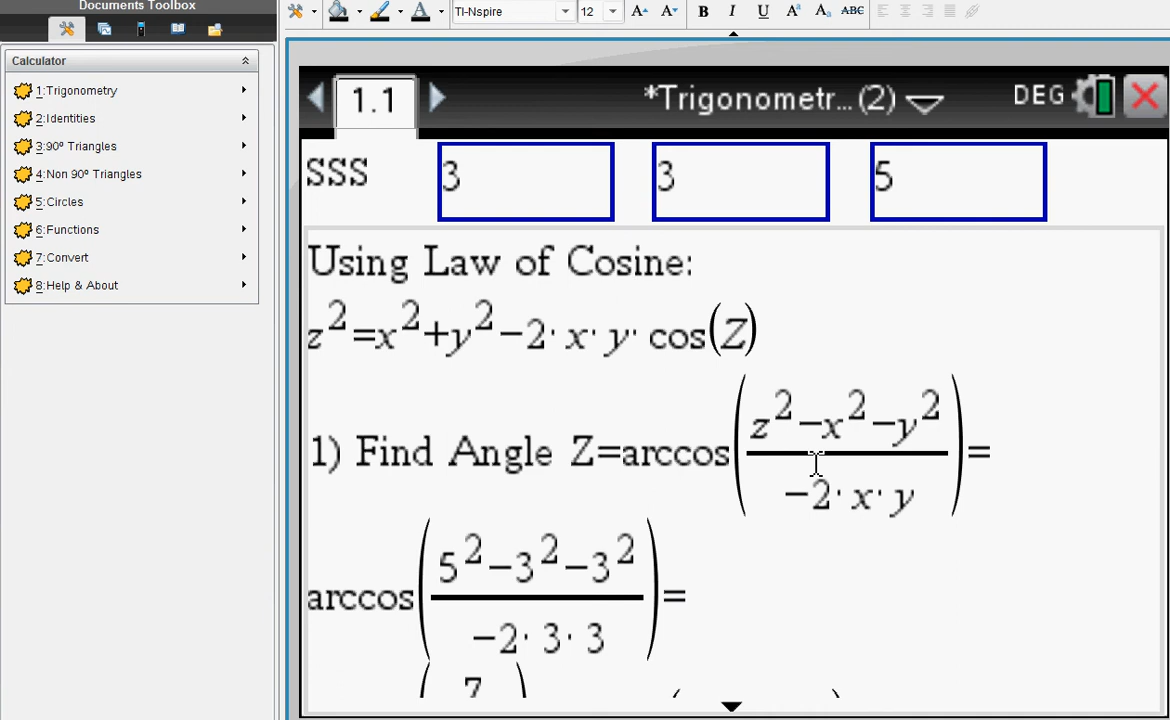 Documents Toolbox
TI-Nspire 12 B I U A A ABC
Calculator
1:Trigonometry
2:Identities
3:90º Triangles
4:Non 90º Triangles
5:Circles
6:Functions
7:Convert
8:Help & About
1.1 *Trigonometr... (2) DEG
SSS 3 3 5
Using Law of Cosine:
z²=x²+y²−2· x· y· cos(Z)
1) Find Angle Z=arccos((z²−x²−y²)/(−2· x· y))=
arccos((5²−3²−3²)/(−2· 3· 3))=
7